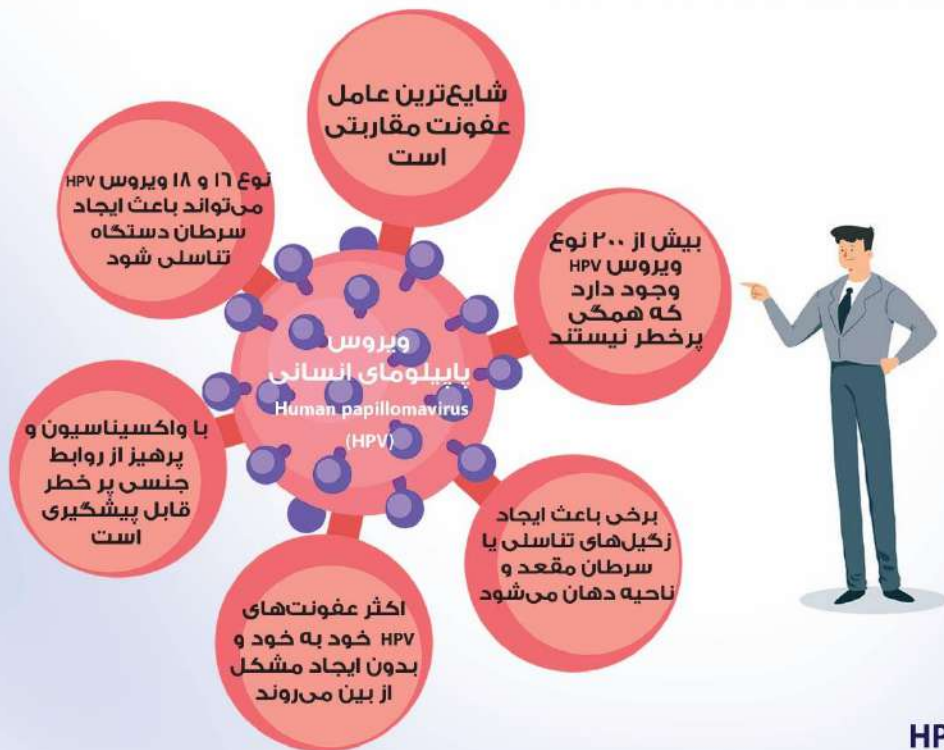 شایع‌ترین عامل
عفونت مقاربتی
است
بیش از ۲۰۰ نوع
ویروس HPV
وجود دارد
که همگی
پرخطر نیستند
برخی باعث ایجاد
زگیل‌های تناسلی یا
سرطان مقعد و
ناحیه دهان می‌شود
اکثر عفونت‌های
HPV خود به خود و
بدون ایجاد مشکل
از بین می‌روند
با واکسیناسیون و
پرهیز از روابط
جنسی پر خطر
قابل پیشگیری
است
نوع ۱۶ و ۱۸ ویروس HPV
می‌تواند باعث ایجاد
سرطان دستگاه
تناسلی شود
ویروس
پاپیلومای انسانی
Human papillomavirus
(HPV)